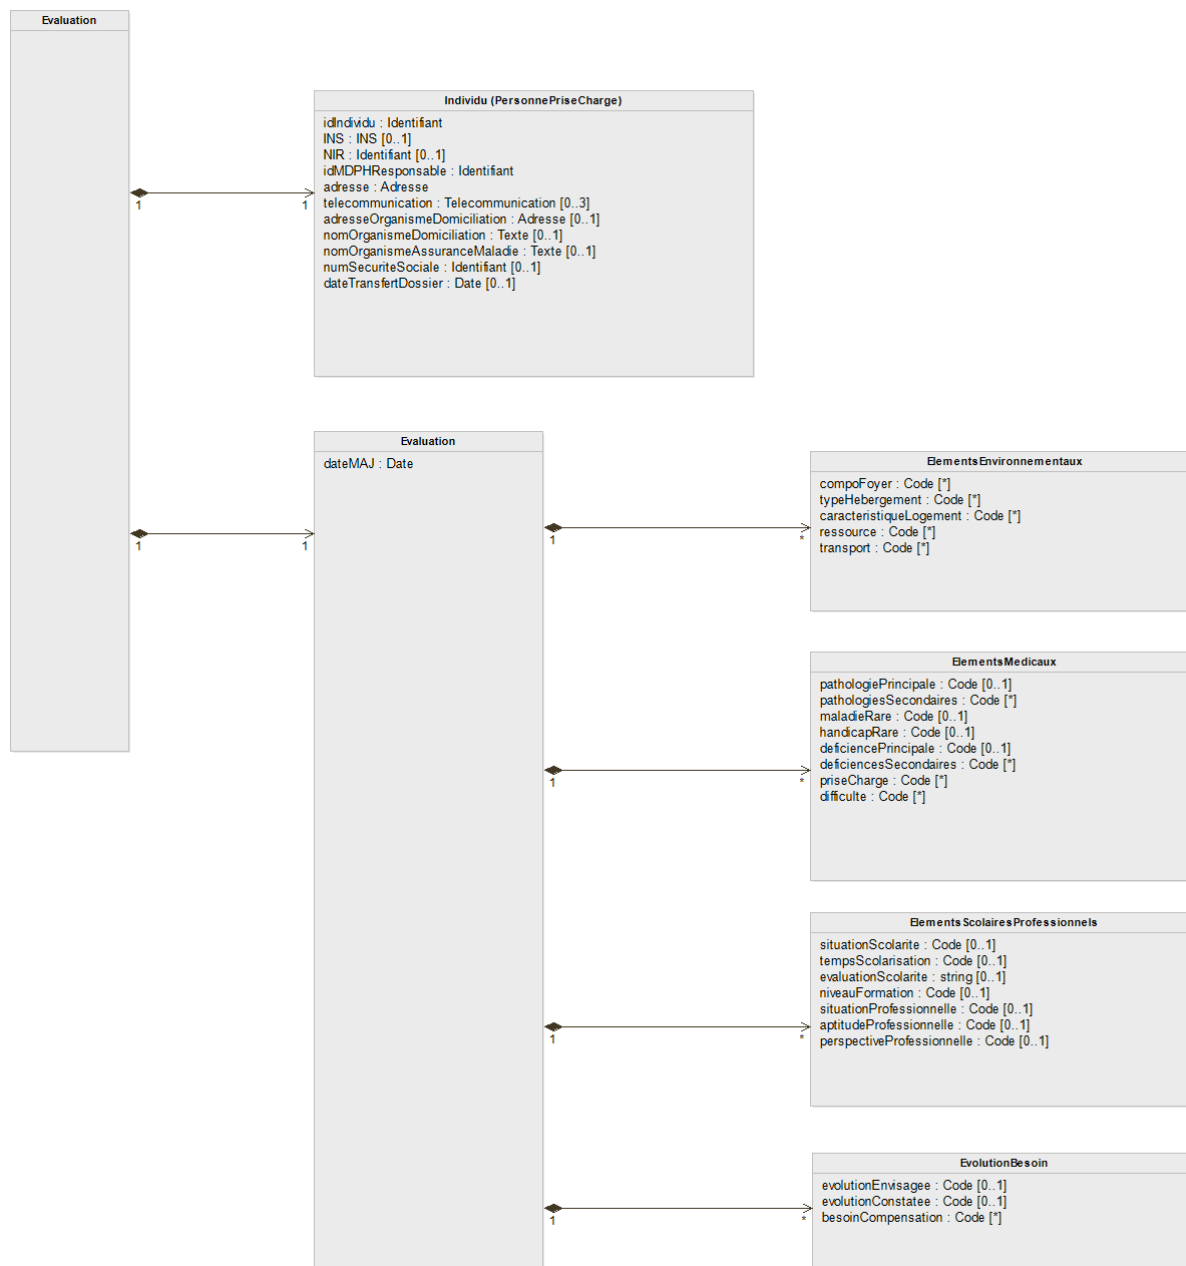 Evaluation
Individu (PersonnePriseCharge)
idIndividu : Identifiant
INS : INS [0..1]
NIR : Identifiant [0..1]
idMDPHResponsable : Identifiant
adresse : Adresse
telecommunication : Telecommunication [0..3]
adresseOrganismeDomiciliation : Adresse [0..1]
nomOrganismeDomiciliation : Texte [0..1]
nomOrganismeAssuranceMaladie : Texte [0..1]
numSecuriteSociale : Identifiant [0..1]
dateTransfertDossier : Date [0..1]
1 1
Evaluation
dateMAJ : Date
1 1
ElementsEnvironnementaux
compoFoyer : Code [*]
typeHebergement : Code [*]
caracteristiqueLogement : Code [*]
ressource : Code [*]
transport : Code [*]
1 *
ElementsMedicaux
pathologiePrincipale : Code [0..1]
pathologiesSecondaires : Code [*]
maladieRare : Code [0..1]
handicapRare : Code [0..1]
deficiencePrincipale : Code [0..1]
deficiencesSecondaires : Code [*]
priseCharge : Code [*]
difficulte : Code [*]
1 *
ElementsScolairesProfessionnels
situationScolarite : Code [0..1]
tempsScolarisation : Code [0..1]
evaluationScolarite : string [0..1]
niveauFormation : Code [0..1]
situationProfessionnelle : Code [0..1]
aptitudeProfessionnelle : Code [0..1]
perspectiveProfessionnelle : Code [0..1]
1 *
EvolutionBesoin
evolutionEnvisagee : Code [0..1]
evolutionConstatee : Code [0..1]
besoinCompensation : Code [*]
1 *